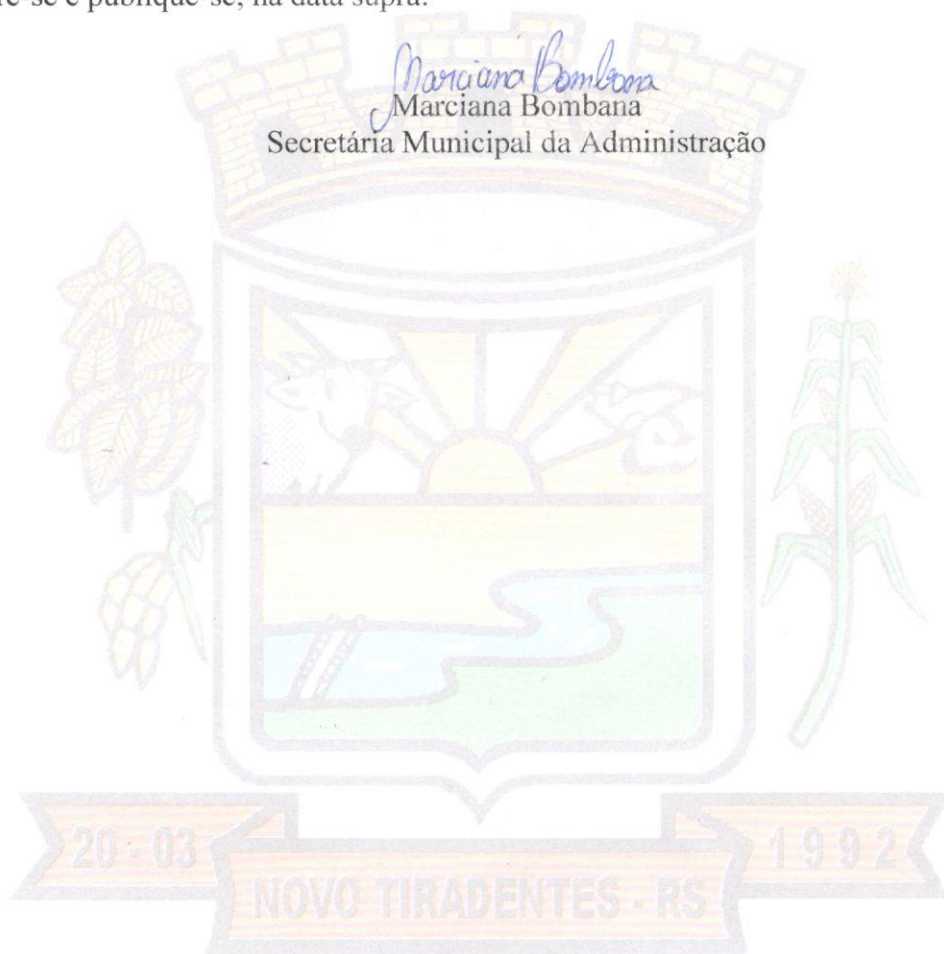 e-se e publique-se, na data supra.
Marciana Bombana
Marciana Bombana
Secretária Municipal da Administração
20 - 03
1992
NOVO TIRADENTES - RS